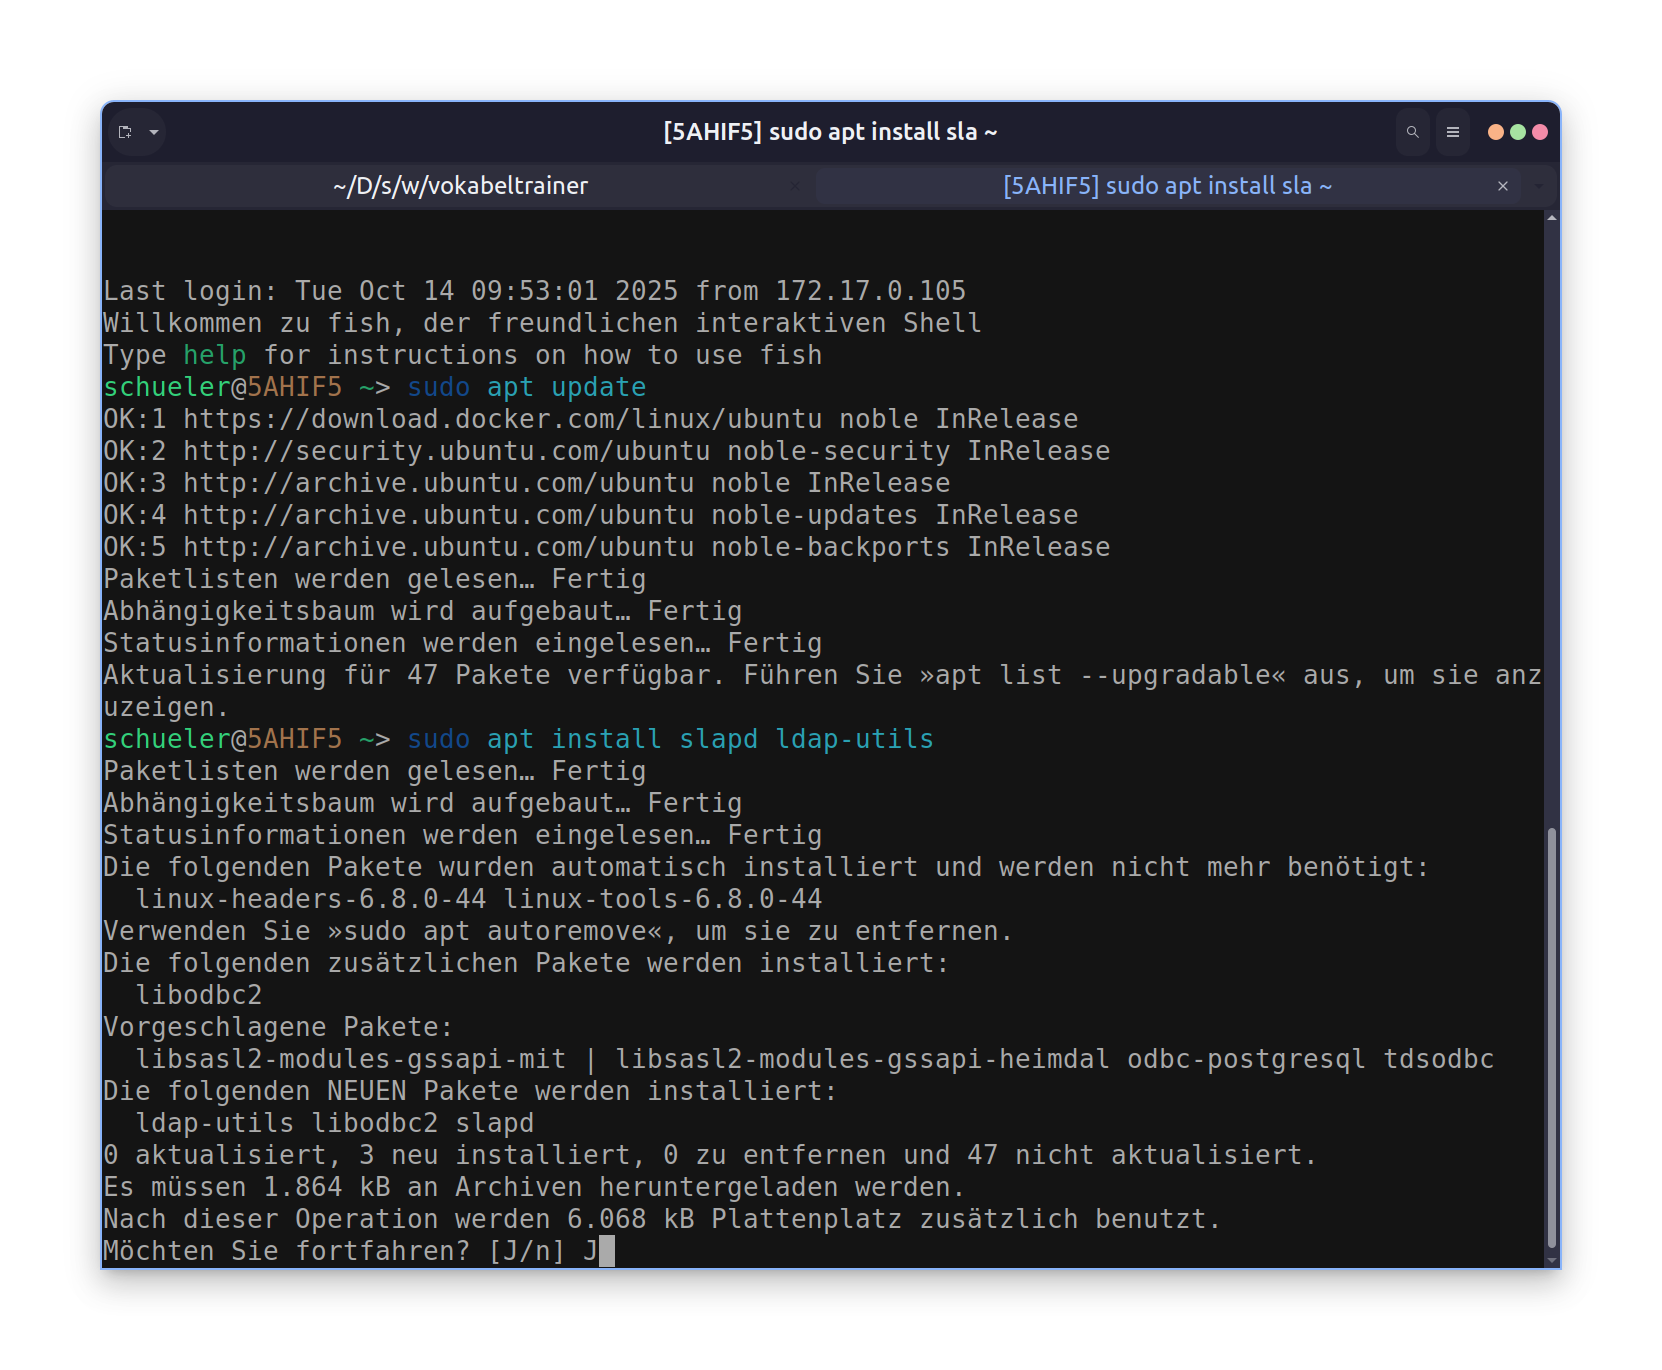 [5AHIF5] sudo apt install sla ~
~/D/s/w/vokabeltrainer
[5AHIF5] sudo apt install sla ~
Last login: Tue Oct 14 09:53:01 2025 from 172.17.0.105
Willkommen zu fish, der freundlichen interaktiven Shell
Type help for instructions on how to use fish
schueler@5AHIF5 ~> sudo apt update
OK:1 https://download.docker.com/linux/ubuntu noble InRelease
OK:2 http://security.ubuntu.com/ubuntu noble-security InRelease
OK:3 http://archive.ubuntu.com/ubuntu noble InRelease
OK:4 http://archive.ubuntu.com/ubuntu noble-updates InRelease
OK:5 http://archive.ubuntu.com/ubuntu noble-backports InRelease
Paketlisten werden gelesen… Fertig
Abhängigkeitsbaum wird aufgebaut… Fertig
Statusinformationen werden eingelesen… Fertig
Aktualisierung für 47 Pakete verfügbar. Führen Sie »apt list --upgradable« aus, um sie anz
uzeigen.
schueler@5AHIF5 ~> sudo apt install slapd ldap-utils
Paketlisten werden gelesen… Fertig
Abhängigkeitsbaum wird aufgebaut… Fertig
Statusinformationen werden eingelesen… Fertig
Die folgenden Pakete wurden automatisch installiert und werden nicht mehr benötigt:
  linux-headers-6.8.0-44 linux-tools-6.8.0-44
Verwenden Sie »sudo apt autoremove«, um sie zu entfernen.
Die folgenden zusätzlichen Pakete werden installiert:
  libodbc2
Vorgeschlagene Pakete:
  libsasl2-modules-gssapi-mit | libsasl2-modules-gssapi-heimdal odbc-postgresql tdsodbc
Die folgenden NEUEN Pakete werden installiert:
  ldap-utils libodbc2 slapd
0 aktualisiert, 3 neu installiert, 0 zu entfernen und 47 nicht aktualisiert.
Es müssen 1.864 kB an Archiven heruntergeladen werden.
Nach dieser Operation werden 6.068 kB Plattenplatz zusätzlich benutzt.
Möchten Sie fortfahren? [J/n] J